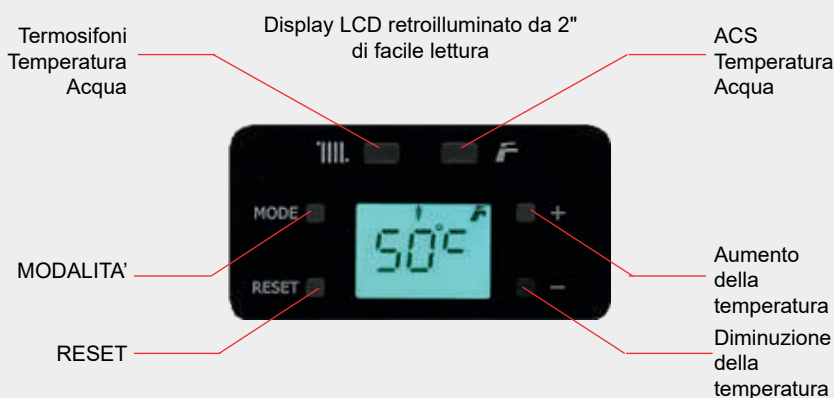 Display LCD retroilluminato da 2"
di facile lettura
Termosifoni
Temperatura
Acqua
ACS
Temperatura
Acqua
MODE
+
50°C
MODALITA’
RESET
-
Aumento
della
temperatura
RESET
Diminuzione
della
temperatura